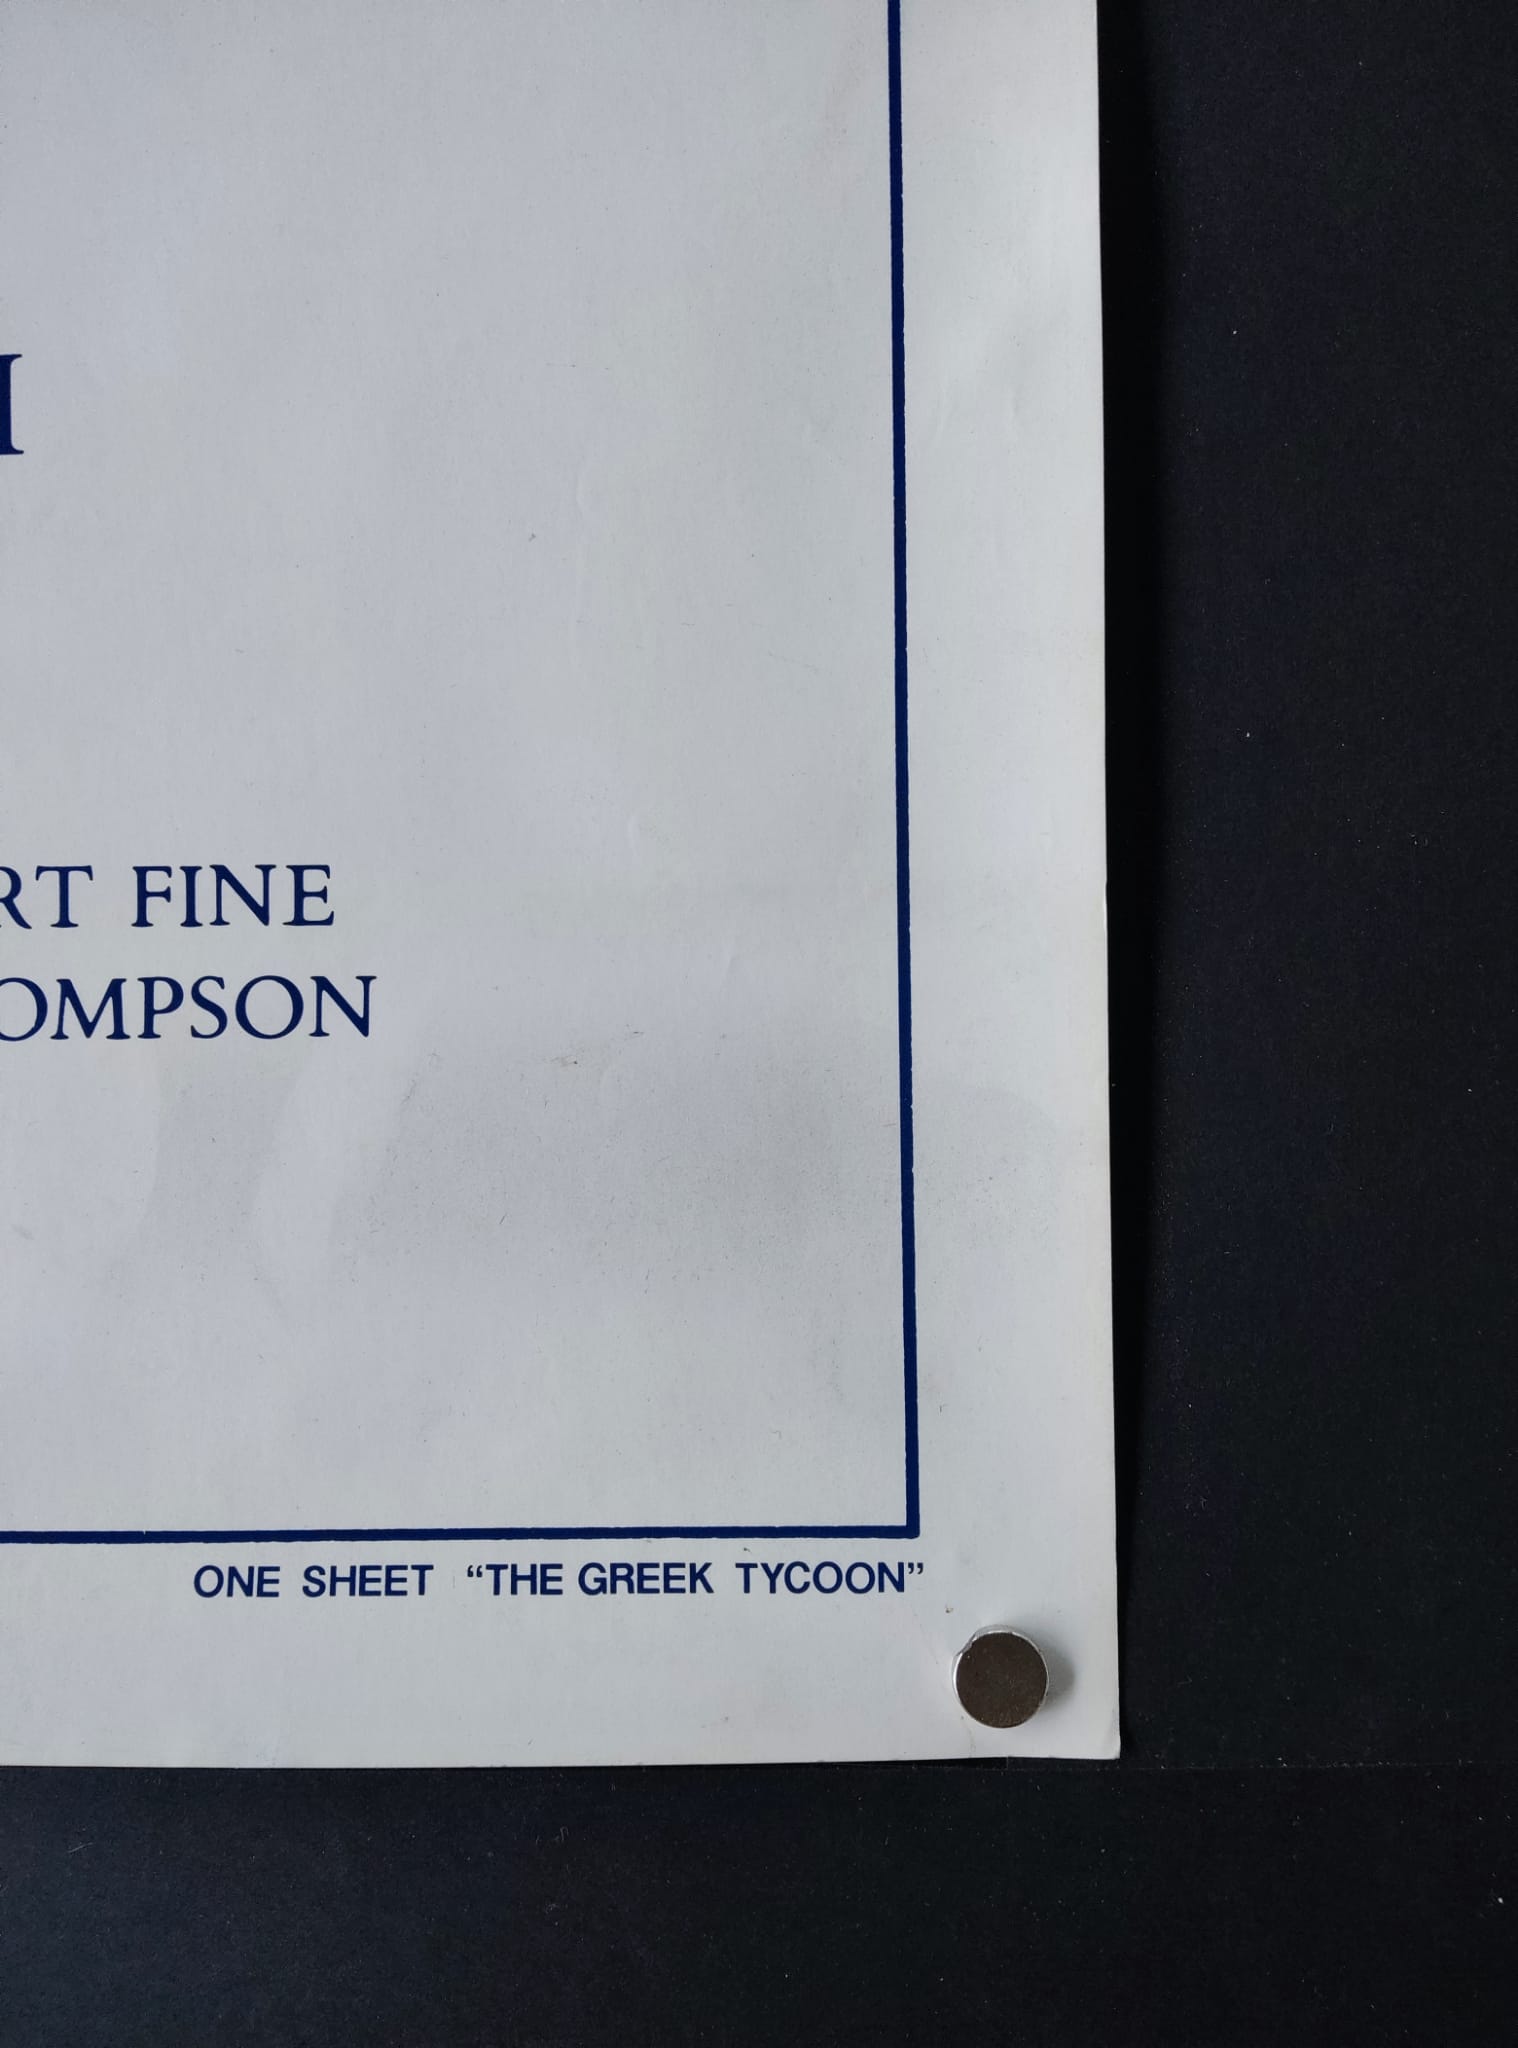 I
RT FINE
OMPSON
ONE SHEET “THE GREEK TYCOON”